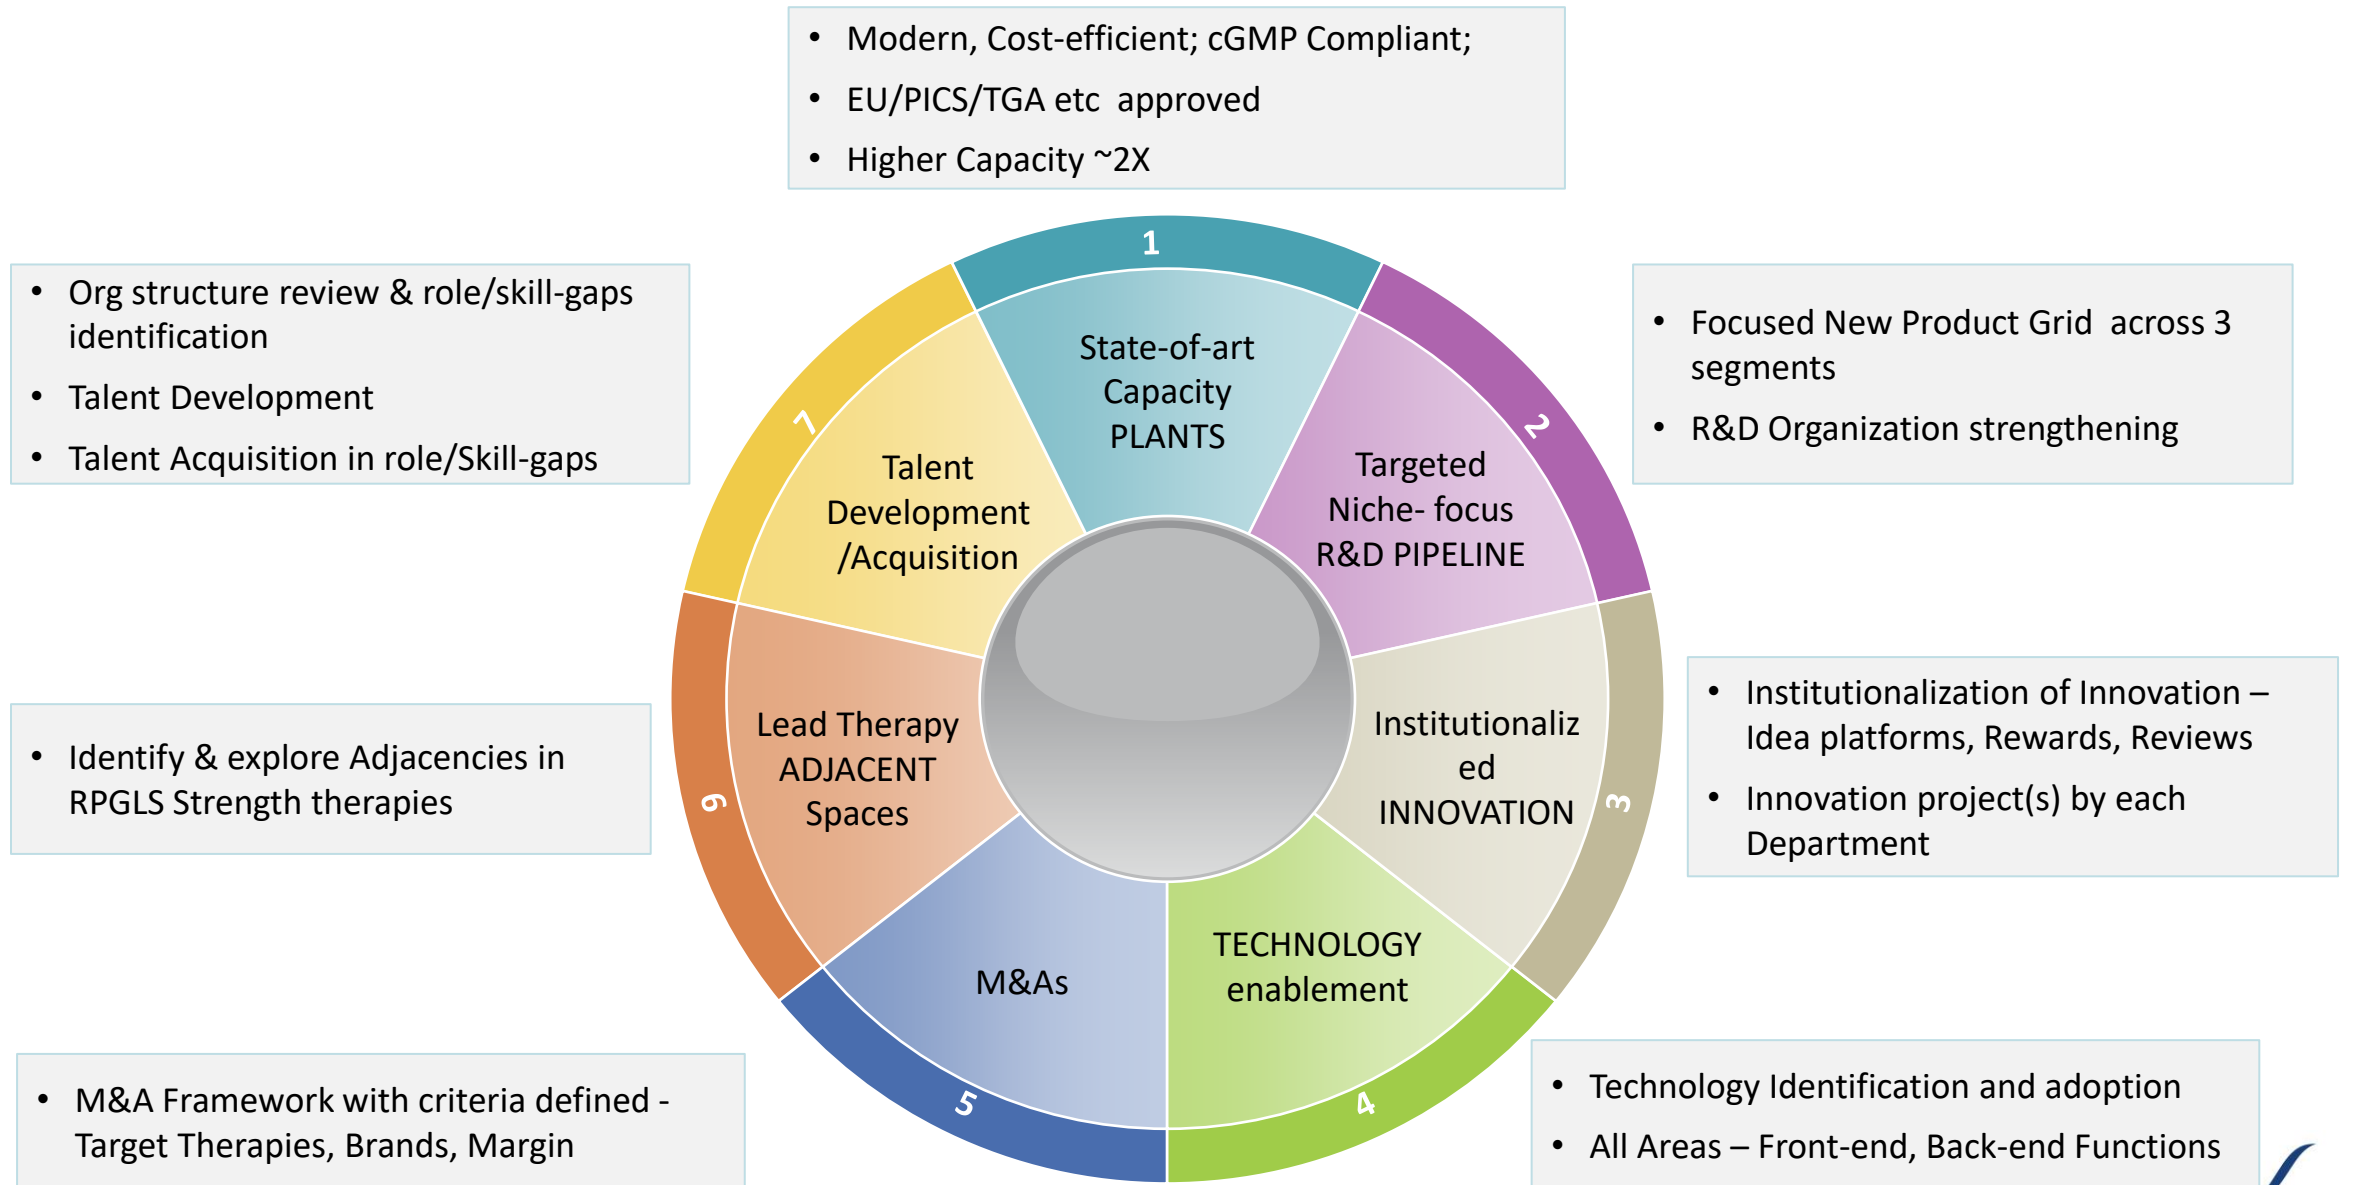 • Modern, Cost-efficient; cGMP Compliant;
• EU/PICS/TGA etc  approved
• Higher Capacity ~2X
1
State-of-art
Capacity
PLANTS
2
Targeted
Niche- focus
R&D PIPELINE
• Focused New Product Grid  across 3
segments
• R&D Organization strengthening
3
Institutionaliz
ed
INNOVATION
• Institutionalization of Innovation –
Idea platforms, Rewards, Reviews
• Innovation project(s) by each
Department
4
TECHNOLOGY
enablement
• Technology Identification and adoption
• All Areas – Front-end, Back-end Functions
5
M&As
• M&A Framework with criteria defined -
Target Therapies, Brands, Margin
6
Lead Therapy
ADJACENT
Spaces
• Identify & explore Adjacencies in
RPGLS Strength therapies
7
Talent
Development
/Acquisition
• Org structure review & role/skill-gaps
identification
• Talent Development
• Talent Acquisition in role/Skill-gaps